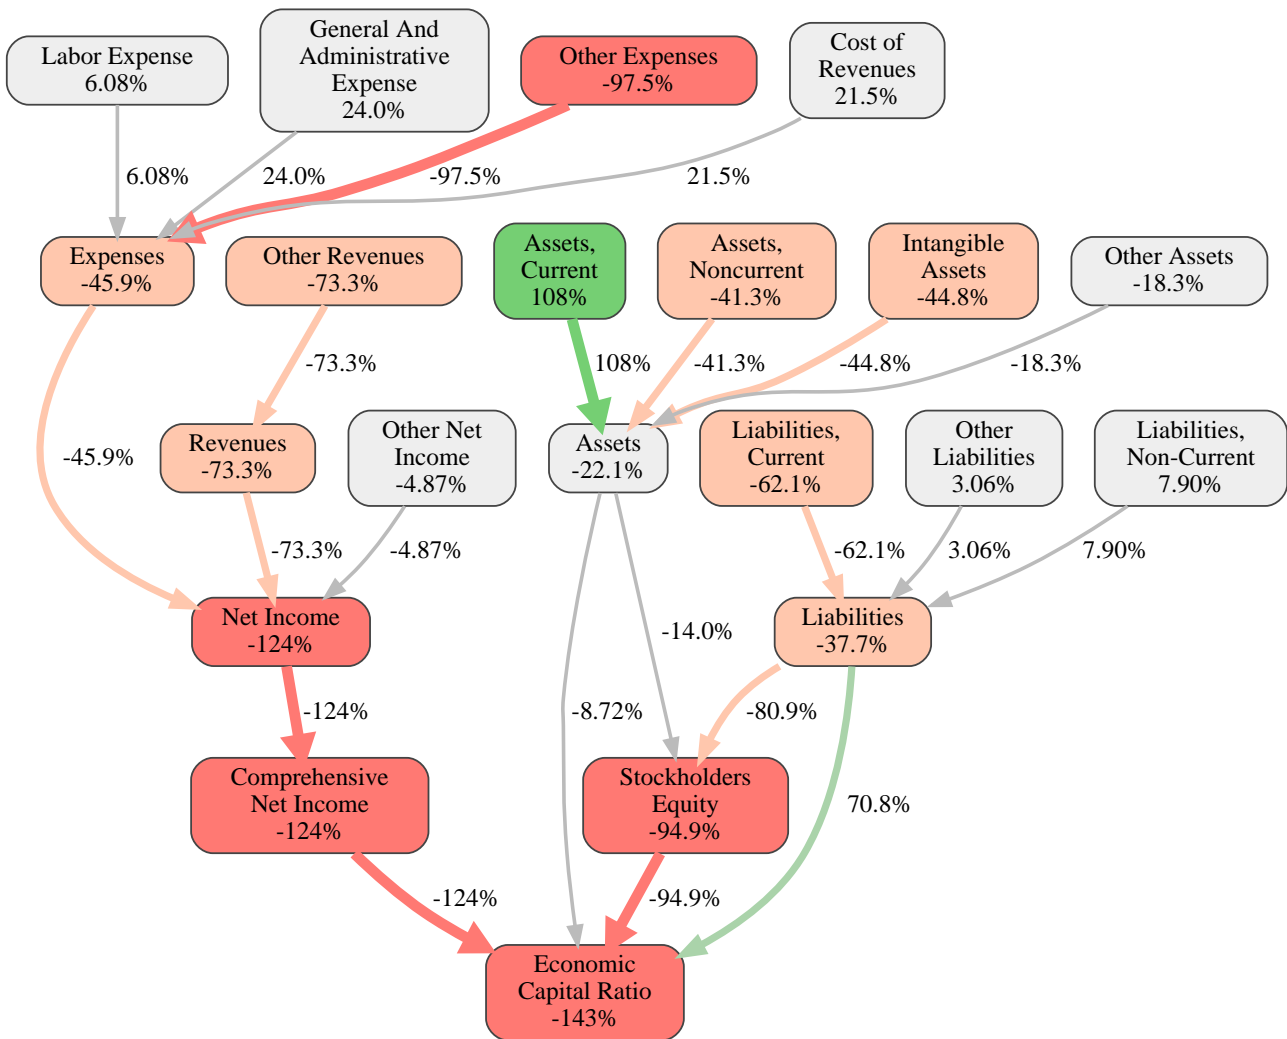 Labor Expense
6.08%
General And
Administrative
Expense
24.0%
Other Expenses
-97.5%
Cost of
Revenues
21.5%
6.08%
24.0%
-97.5%
21.5%
Expenses
-45.9%
Other Revenues
-73.3%
Assets,
Current
108%
Assets,
Noncurrent
-41.3%
Intangible
Assets
-44.8%
Other Assets
-18.3%
-73.3%
108%
-41.3%
-44.8%
-18.3%
-45.9%
Revenues
-73.3%
Other Net
Income
-4.87%
Assets
-22.1%
Liabilities,
Current
-62.1%
Other
Liabilities
3.06%
Liabilities,
Non-Current
7.90%
-73.3%
-4.87%
-62.1%
3.06%
7.90%
Net Income
-124%
-14.0%
Liabilities
-37.7%
-124%
-8.72%
-80.9%
Comprehensive
Net Income
-124%
Stockholders
Equity
-94.9%
70.8%
-124%
-94.9%
Economic
Capital Ratio
-143%